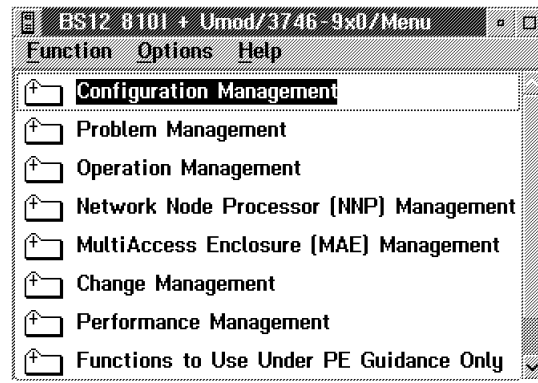 BS12 810I + Umod/3746-9x0/Menu
Function Options Help
Configuration Management
Problem Management
Operation Management
Network Node Processor (NNP) Management
MultiAccess Enclosure (MAE) Management
Change Management
Performance Management
Functions to Use Under PE Guidance Only